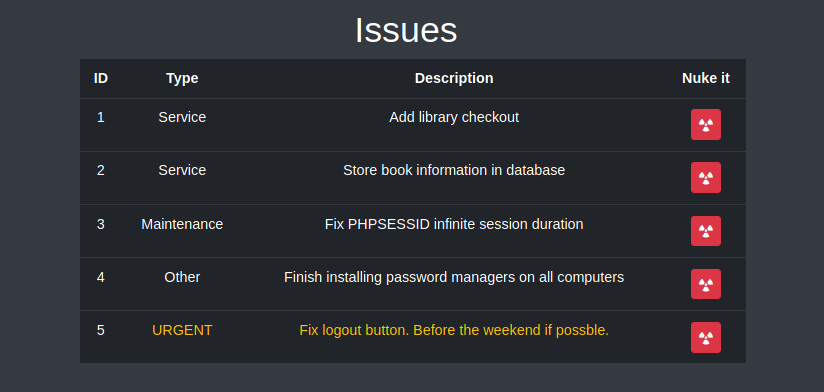 Issues
ID Type Description Nuke it
1 Service Add library checkout
2 Service Store book information in database
3 Maintenance Fix PHPSESSID infinite session duration
4 Other Finish installing password managers on all computers
5 URGENT Fix logout button. Before the weekend if possble.